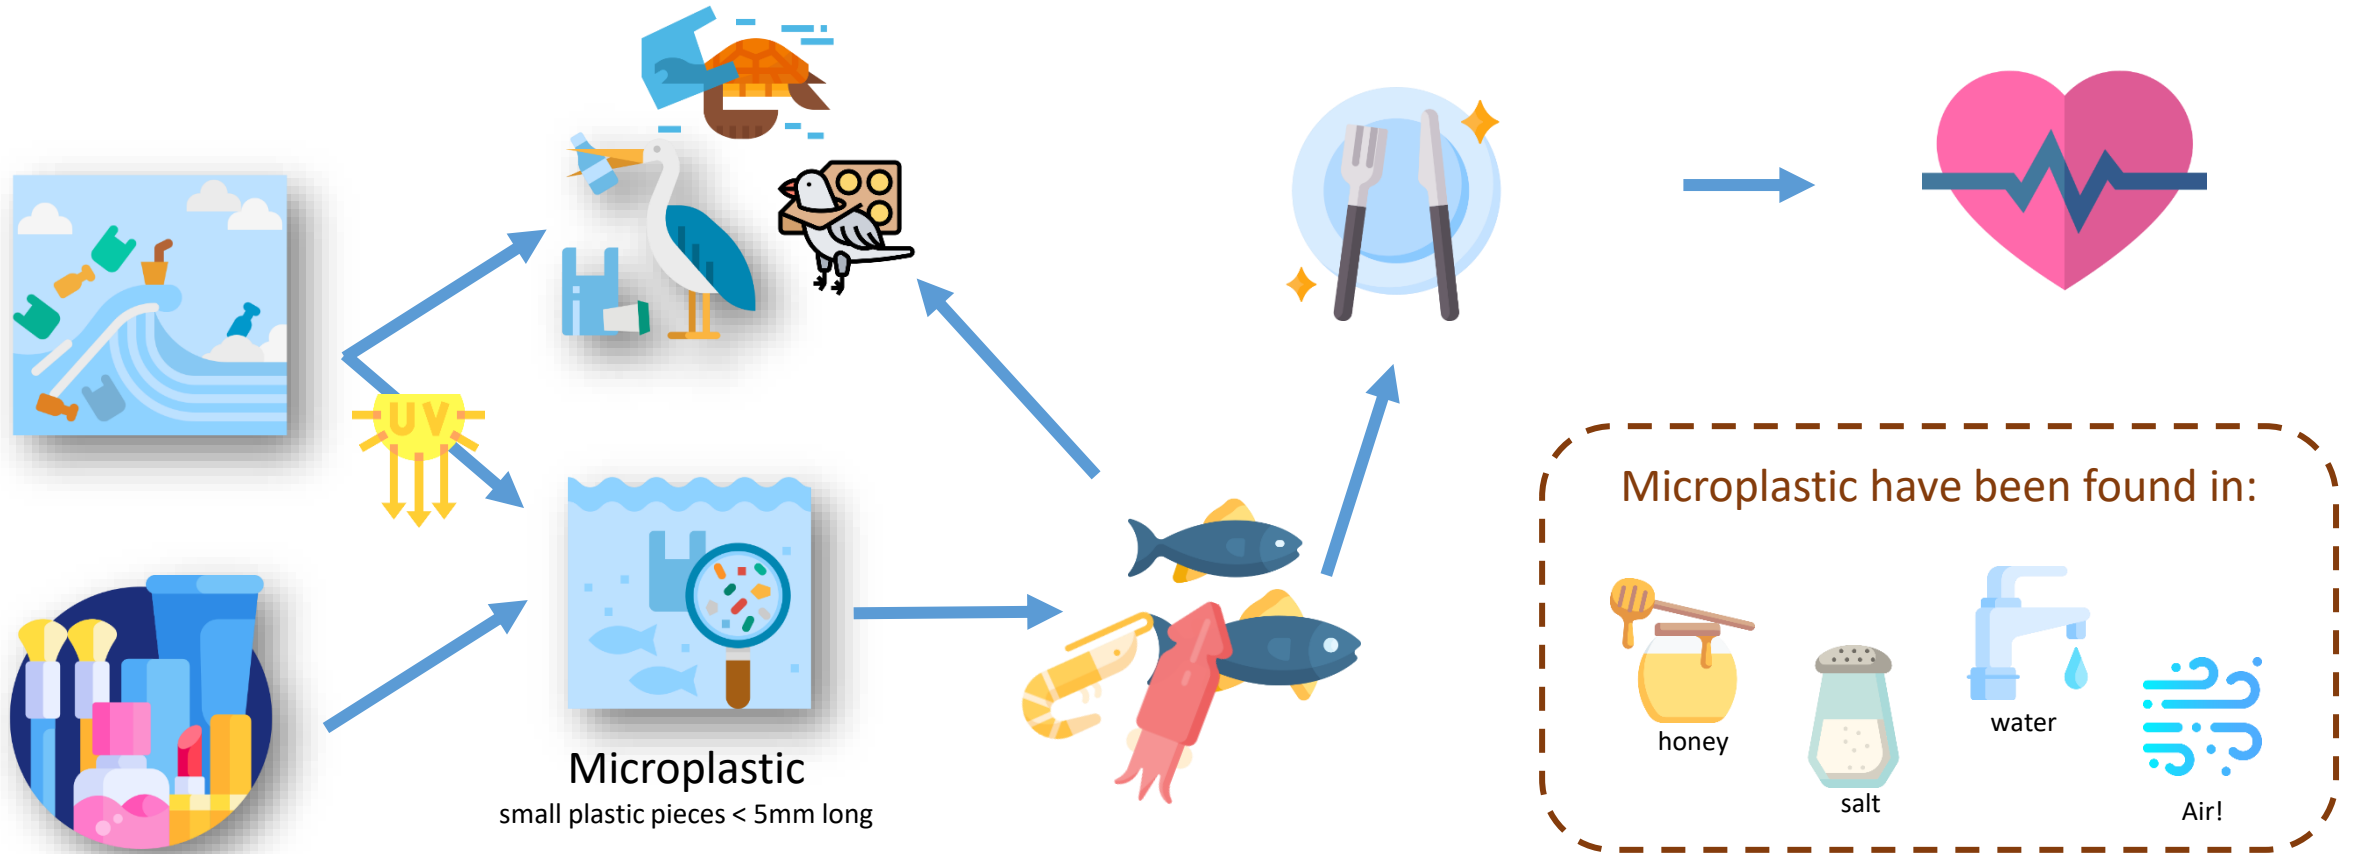 UV
Microplastic
small plastic pieces < 5mm long
Microplastic have been found in:
honey
salt
water
Air!